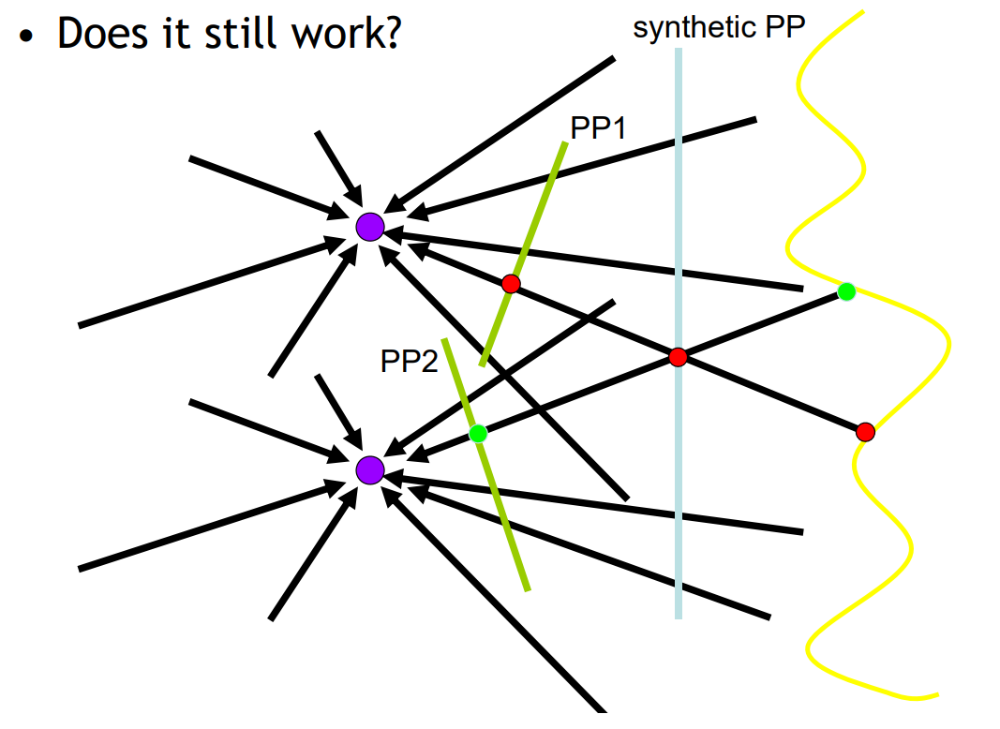 • Does it still work?
synthetic PP
PP1
PP2